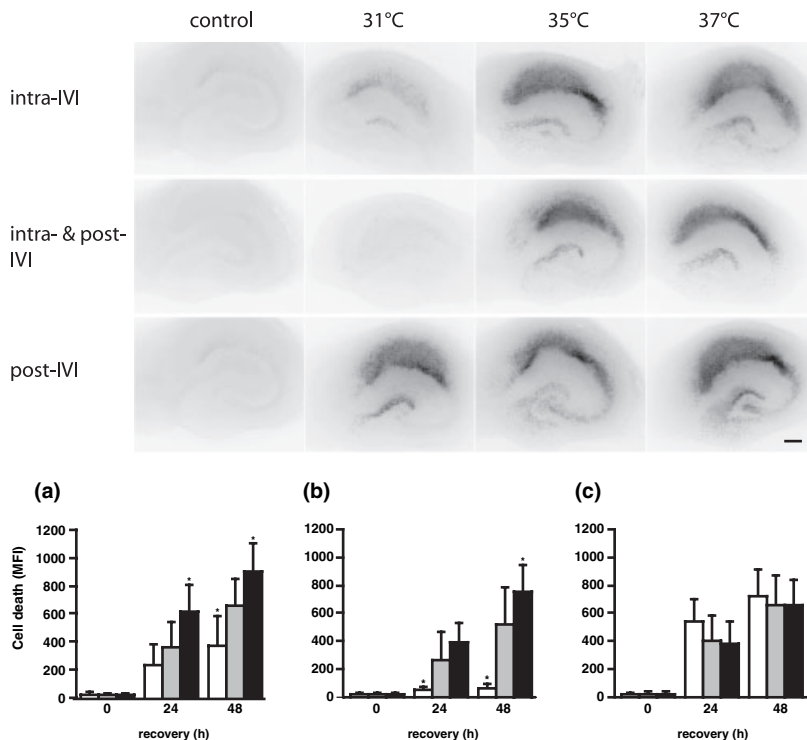 control 31°C 35°C 37°C
intra-IVI
intra- & post-
IVI
post-IVI
(a) (b) (c)
Cell death (MFI)
1200 1200 1200
1000 1000 1000
800 800 800
600 600 600
400 400 400
200 200 200
0 0 0
* * * * * *
0 24 48 0 24 48 0 24 48
recovery (h) recovery (h) recovery (h)